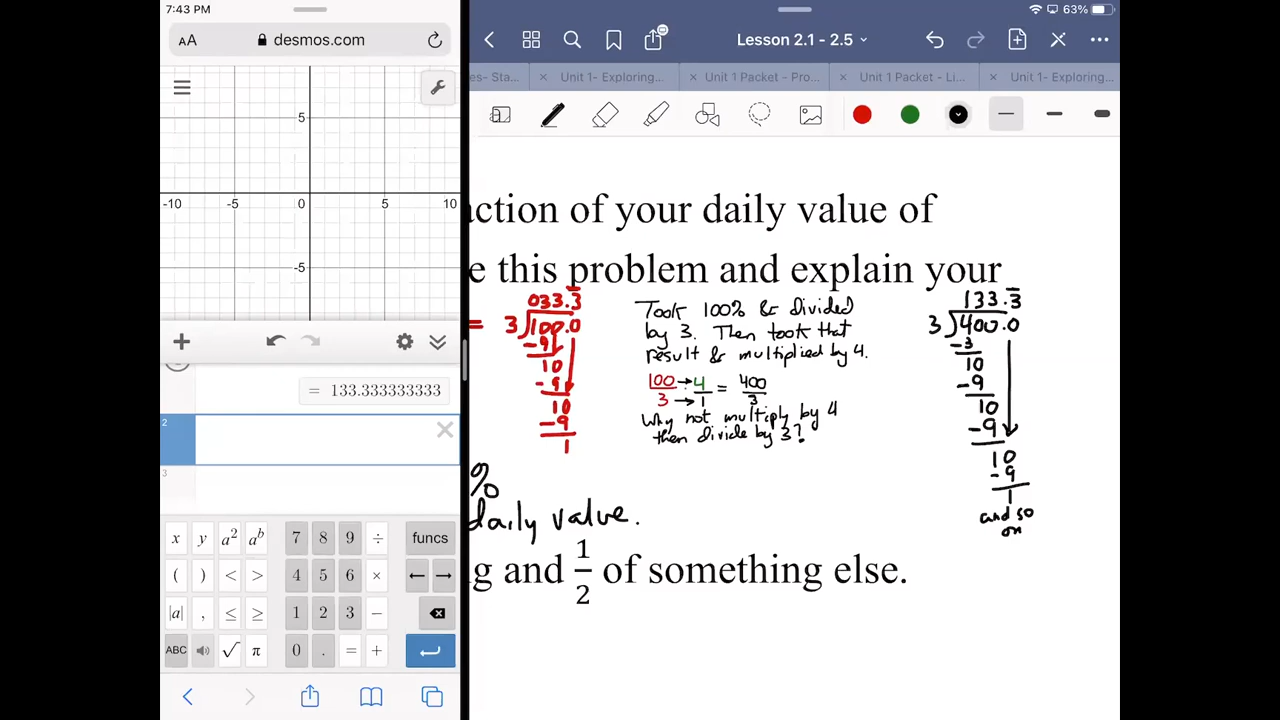 7:43 PM
AA desmos.com
5
-10 -5 0 5 10
-5
= 133.333333333
2
3
x y a² aᵇ 7 8 9 ÷ funcs
( ) < > 4 5 6 × ← →
|a| , ≤ ≥ 1 2 3 −
ABC √ π 0 . = +
63%
Lesson 2.1 - 2.5
es- Sta... × Unit 1- Exploring... × Unit 1 Packet - Pro... × Unit 1 Packet - Li... × Unit 1- Exploring...
action of your daily value of
e this problem and explain your
033.3̅
= 3 100.0
-9
10
-9
10
-9
1
Took 100% & divided
by 3. Then took that
result & multiplied by 4.
100/3 → 4/1 = 400/3
Why not multiply by 4
then divide by 3?
133.3̅
3 400.0
-3
10
-9
10
-9
10
-9
1
and so
on
%
daily value.
ng and 1/2 of something else.